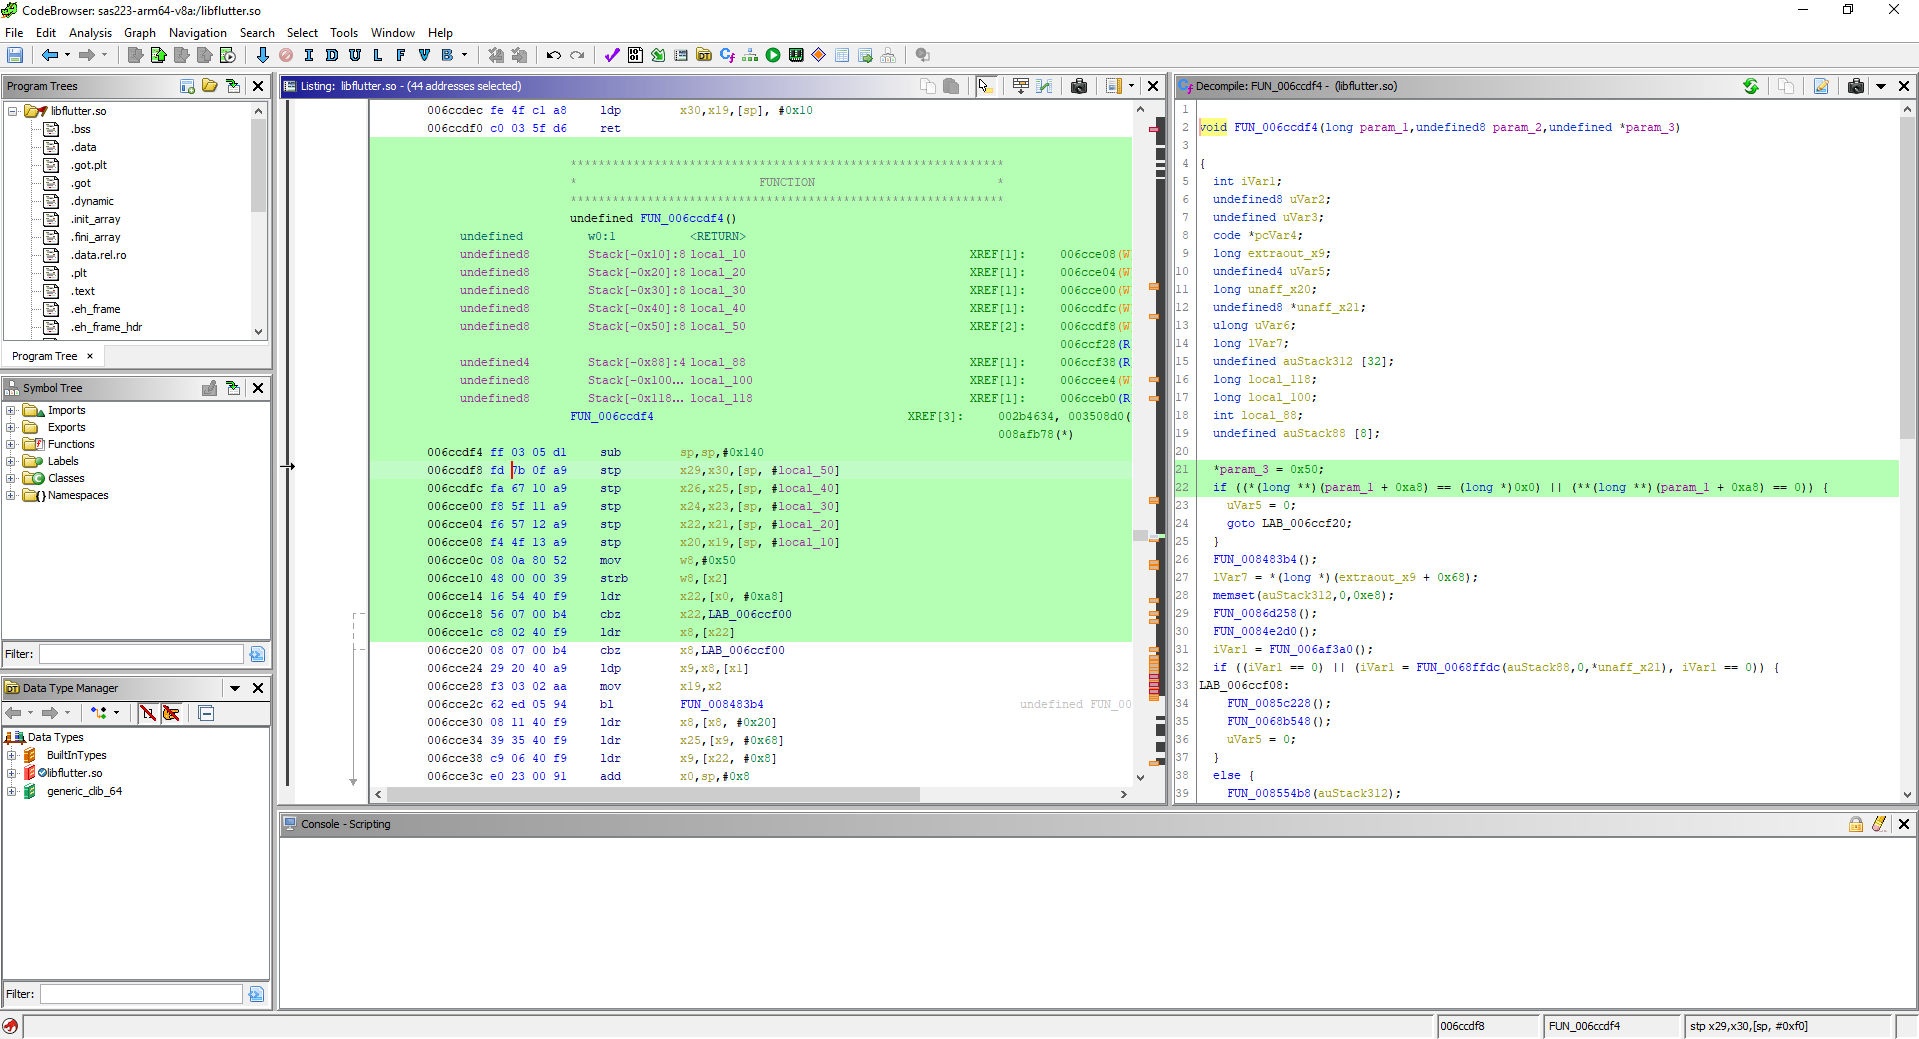 CodeBrowser: sas223-arm64-v8a:/libflutter.so
File Edit Analysis Graph Navigation Search Select Tools Window Help
I D U L F V B
Program Trees
libflutter.so
.bss
.data
.got.plt
.got
.dynamic
.init_array
.fini_array
.data.rel.ro
.plt
.text
.eh_frame
.eh_frame_hdr
Program Tree ×
Symbol Tree
Imports
Exports
Functions
Labels
Classes
Namespaces
Filter:
Data Type Manager
Data Types
BuiltInTypes
libflutter.so
generic_clib_64
Filter:
Listing: libflutter.so - (44 addresses selected)
006ccdec fe 4f c1 a8 ldp x30,x19,[sp], #0x10
006ccdf0 c0 03 5f d6 ret
**************************************************************
* FUNCTION *
**************************************************************
undefined FUN_006ccdf4()
undefined w0:1 <RETURN>
undefined8 Stack[-0x10]:8 local_10 XREF[1]: 006cce08(W
undefined8 Stack[-0x20]:8 local_20 XREF[1]: 006cce04(W
undefined8 Stack[-0x30]:8 local_30 XREF[1]: 006cce00(W
undefined8 Stack[-0x40]:8 local_40 XREF[1]: 006ccdfc(W
undefined8 Stack[-0x50]:8 local_50 XREF[2]: 006ccdf8(W
006ccf28(R
undefined4 Stack[-0x88]:4 local_88 XREF[1]: 006ccf38(R
undefined8 Stack[-0x100... local_100 XREF[1]: 006ccee4(W
undefined8 Stack[-0x118... local_118 XREF[1]: 006cceb0(R
FUN_006ccdf4 XREF[3]: 002b4634, 003508d0(
008afb78(*)
006ccdf4 ff 03 05 d1 sub sp,sp,#0x140
006ccdf8 fd 7b 0f a9 stp x29,x30,[sp, #local_50]
006ccdfc fa 67 10 a9 stp x26,x25,[sp, #local_40]
006cce00 f8 5f 11 a9 stp x24,x23,[sp, #local_30]
006cce04 f6 57 12 a9 stp x22,x21,[sp, #local_20]
006cce08 f4 4f 13 a9 stp x20,x19,[sp, #local_10]
006cce0c 08 0a 80 52 mov w8,#0x50
006cce10 48 00 00 39 strb w8,[x2]
006cce14 16 54 40 f9 ldr x22,[x0, #0xa8]
006cce18 56 07 00 b4 cbz x22,LAB_006ccf00
006cce1c c8 02 40 f9 ldr x8,[x22]
006cce20 08 07 00 b4 cbz x8,LAB_006ccf00
006cce24 29 20 40 a9 ldp x9,x8,[x1]
006cce28 f3 03 02 aa mov x19,x2
006cce2c 62 ed 05 94 bl FUN_008483b4 undefined FUN_00
006cce30 08 11 40 f9 ldr x8,[x8, #0x20]
006cce34 39 35 40 f9 ldr x25,[x9, #0x68]
006cce38 c9 06 40 f9 ldr x9,[x22, #0x8]
006cce3c e0 23 00 91 add x0,sp,#0x8
Decompile: FUN_006ccdf4 - (libflutter.so)
1
2 void FUN_006ccdf4(long param_1,undefined8 param_2,undefined *param_3)
3
4 {
5 int iVar1;
6 undefined8 uVar2;
7 undefined uVar3;
8 code *pcVar4;
9 long extraout_x9;
10 undefined4 uVar5;
11 long unaff_x20;
12 undefined8 *unaff_x21;
13 ulong uVar6;
14 long lVar7;
15 undefined auStack312 [32];
16 long local_118;
17 long local_100;
18 int local_88;
19 undefined auStack88 [8];
20
21 *param_3 = 0x50;
22 if ((*(long **)(param_1 + 0xa8) == (long *)0x0) || (**(long **)(param_1 + 0xa8) == 0)) {
23 uVar5 = 0;
24 goto LAB_006ccf20;
25 }
26 FUN_008483b4();
27 lVar7 = *(long *)(extraout_x9 + 0x68);
28 memset(auStack312,0,0xe8);
29 FUN_0086d258();
30 FUN_0084e2d0();
31 iVar1 = FUN_006af3a0();
32 if ((iVar1 == 0) || (iVar1 = FUN_0068ffdc(auStack88,0,*unaff_x21), iVar1 == 0)) {
33 LAB_006ccf08:
34 FUN_0085c228();
35 FUN_0068b548();
36 uVar5 = 0;
37 }
38 else {
39 FUN_008554b8(auStack312);
Console - Scripting
006ccdf8 FUN_006ccdf4 stp x29,x30,[sp, #0xf0]